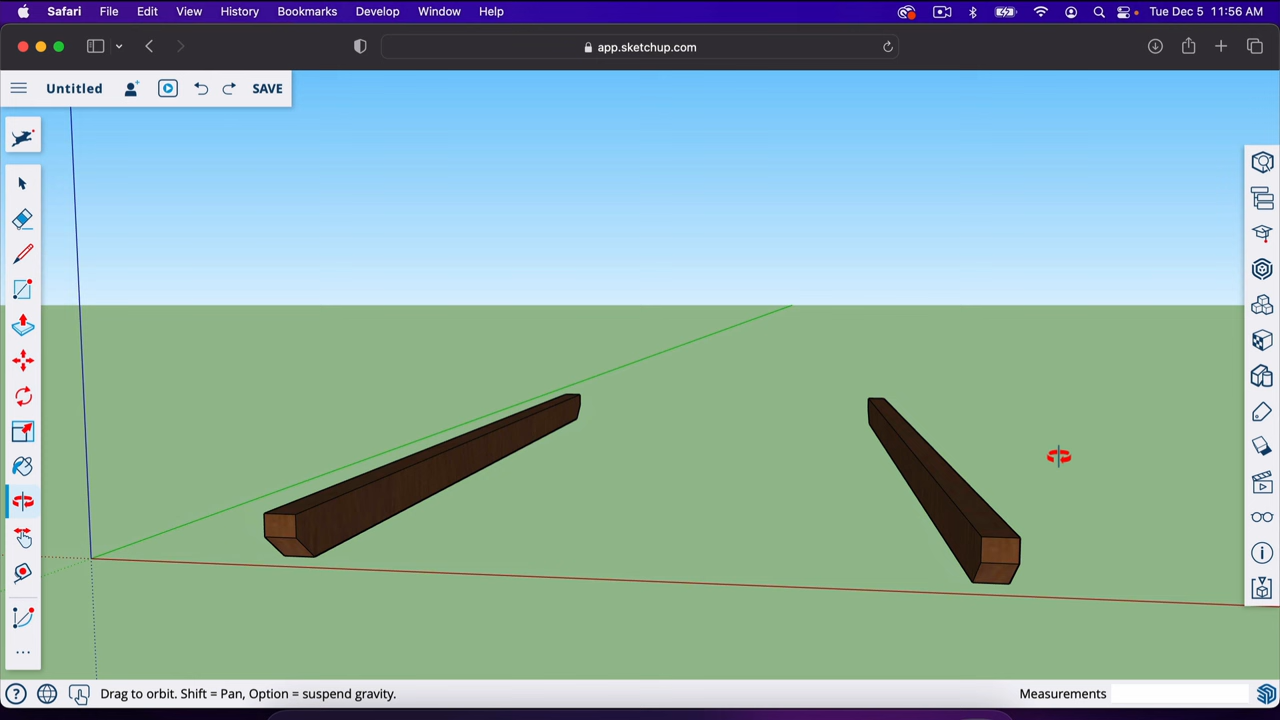 Safari File Edit View History Bookmarks Develop Window Help Tue Dec 5 11:56 AM
app.sketchup.com
Untitled SAVE
Drag to orbit. Shift = Pan, Option = suspend gravity. Measurements